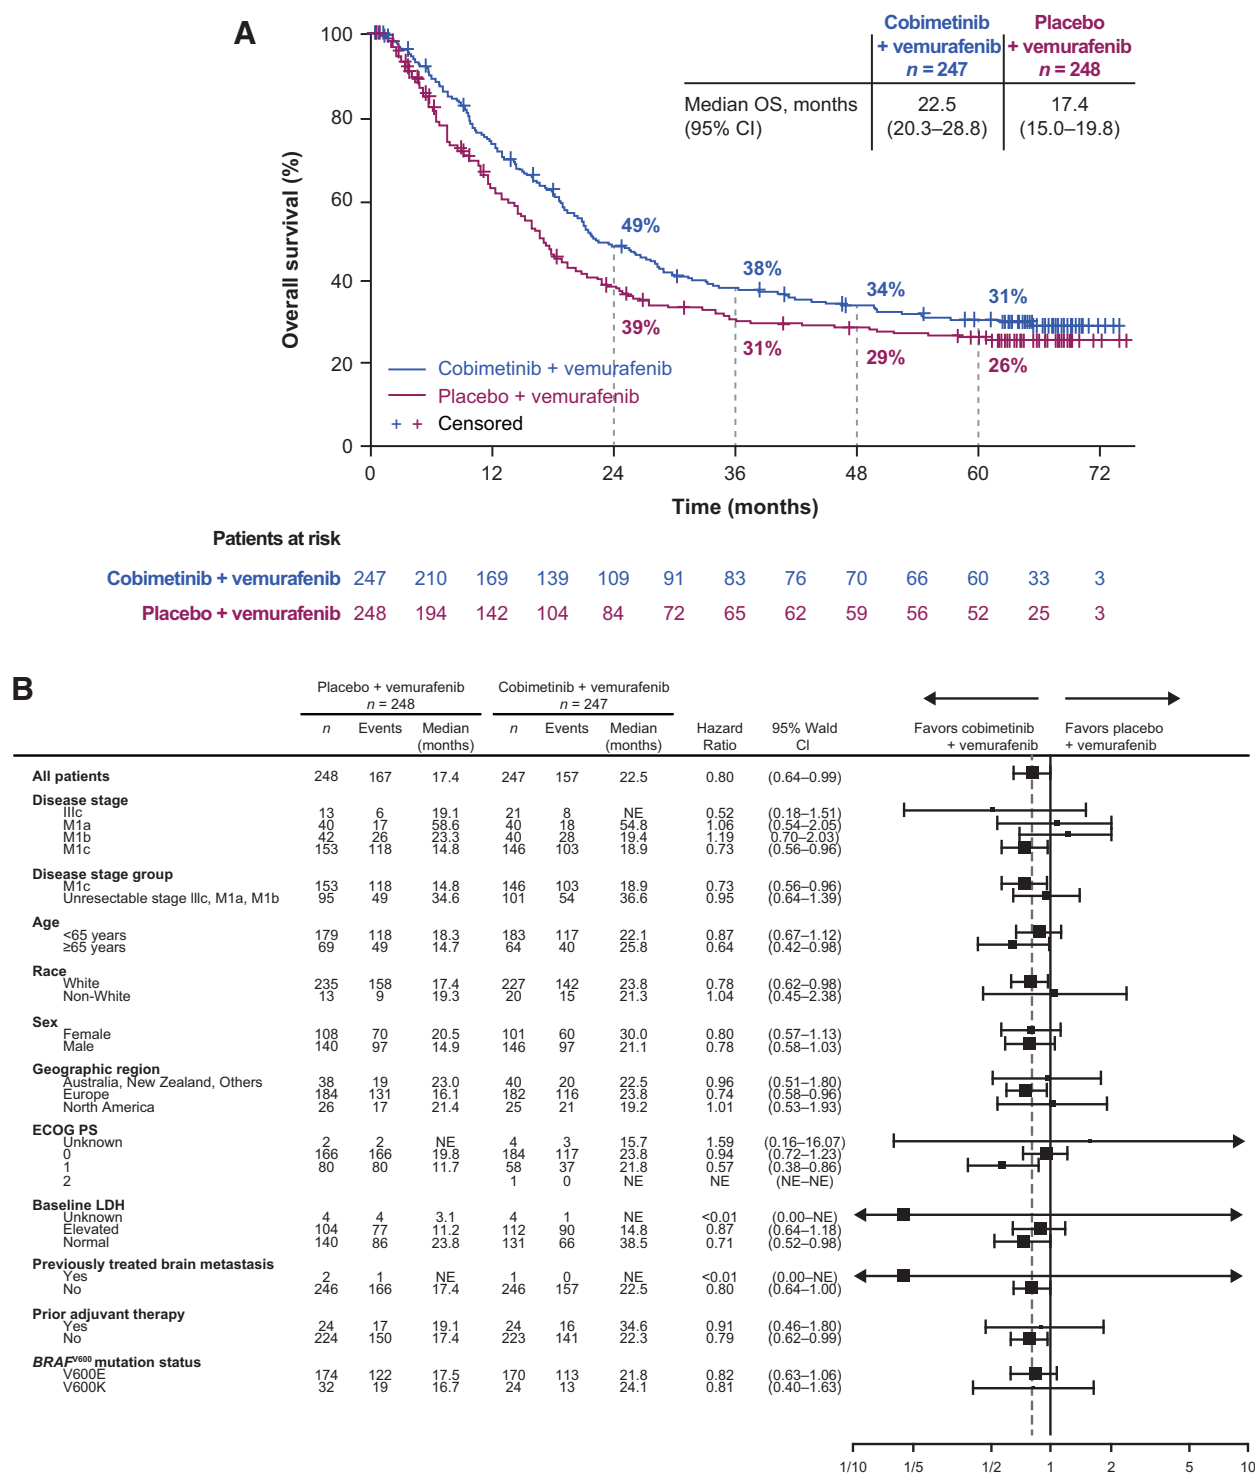 A
Cobimetinib + vemurafenib n = 247
Placebo + vemurafenib n = 248
Median OS, months (95% CI)
22.5 (20.3–28.8)
17.4 (15.0–19.8)
Overall survival (%)
100
80
60
40
20
0
49%
38%
34%
31%
39%
31%
29%
26%
Cobimetinib + vemurafenib
Placebo + vemurafenib
+ + Censored
0 12 24 36 48 60 72
Time (months)
Patients at risk
Cobimetinib + vemurafenib 247 210 169 139 109 91 83 76 70 66 60 33 3
Placebo + vemurafenib 248 194 142 104 84 72 65 62 59 56 52 25 3
B
Placebo + vemurafenib n = 248
Cobimetinib + vemurafenib n = 247
n Events Median (months) n Events Median (months) Hazard Ratio 95% Wald CI
Favors cobimetinib + vemurafenib
Favors placebo + vemurafenib
All patients 248 167 17.4 247 157 22.5 0.80 (0.64–0.99)
Disease stage
IIIc 13 6 19.1 21 8 NE 0.52 (0.18–1.51)
M1a 40 17 58.6 40 18 54.8 1.06 (0.54–2.05)
M1b 42 26 23.3 40 28 19.4 1.19 0.70–2.03)
M1c 153 118 14.8 146 103 18.9 0.73 (0.56–0.96)
Disease stage group
M1c 153 118 14.8 146 103 18.9 0.73 (0.56–0.96)
Unresectable stage IIIc, M1a, M1b 95 49 34.6 101 54 36.6 0.95 (0.64–1.39)
Age
<65 years 179 118 18.3 183 117 22.1 0.87 (0.67–1.12)
≥65 years 69 49 14.7 64 40 25.8 0.64 (0.42–0.98)
Race
White 235 158 17.4 227 142 23.8 0.78 (0.62–0.98)
Non-White 13 9 19.3 20 15 21.3 1.04 (0.45–2.38)
Sex
Female 108 70 20.5 101 60 30.0 0.80 (0.57–1.13)
Male 140 97 14.9 146 97 21.1 0.78 (0.58–1.03)
Geographic region
Australia, New Zealand, Others 38 19 23.0 40 20 22.5 0.96 (0.51–1.80)
Europe 184 131 16.1 182 116 23.8 0.74 (0.58–0.96)
North America 26 17 21.4 25 21 19.2 1.01 (0.53–1.93)
ECOG PS
Unknown 2 2 NE 4 3 15.7 1.59 (0.16–16.07)
0 166 166 19.8 184 117 23.8 0.94 (0.72–1.23)
1 80 80 11.7 58 37 21.8 0.57 (0.38–0.86)
2 1 0 NE NE (NE–NE)
Baseline LDH
Unknown 4 4 3.1 4 1 NE <0.01 (0.00–NE)
Elevated 104 77 11.2 112 90 14.8 0.87 (0.64–1.18)
Normal 140 86 23.8 131 66 38.5 0.71 (0.52–0.98)
Previously treated brain metastasis
Yes 2 1 NE 1 0 NE <0.01 (0.00–NE)
No 246 166 17.4 246 157 22.5 0.80 (0.64–1.00)
Prior adjuvant therapy
Yes 24 17 19.1 24 16 34.6 0.91 (0.46–1.80)
No 224 150 17.4 223 141 22.3 0.79 (0.62–0.99)
BRAFV600 mutation status
V600E 174 122 17.5 170 113 21.8 0.82 (0.63–1.06)
V600K 32 19 16.7 24 13 24.1 0.81 (0.40–1.63)
1/10 1/5 1/2 1 2 5 10